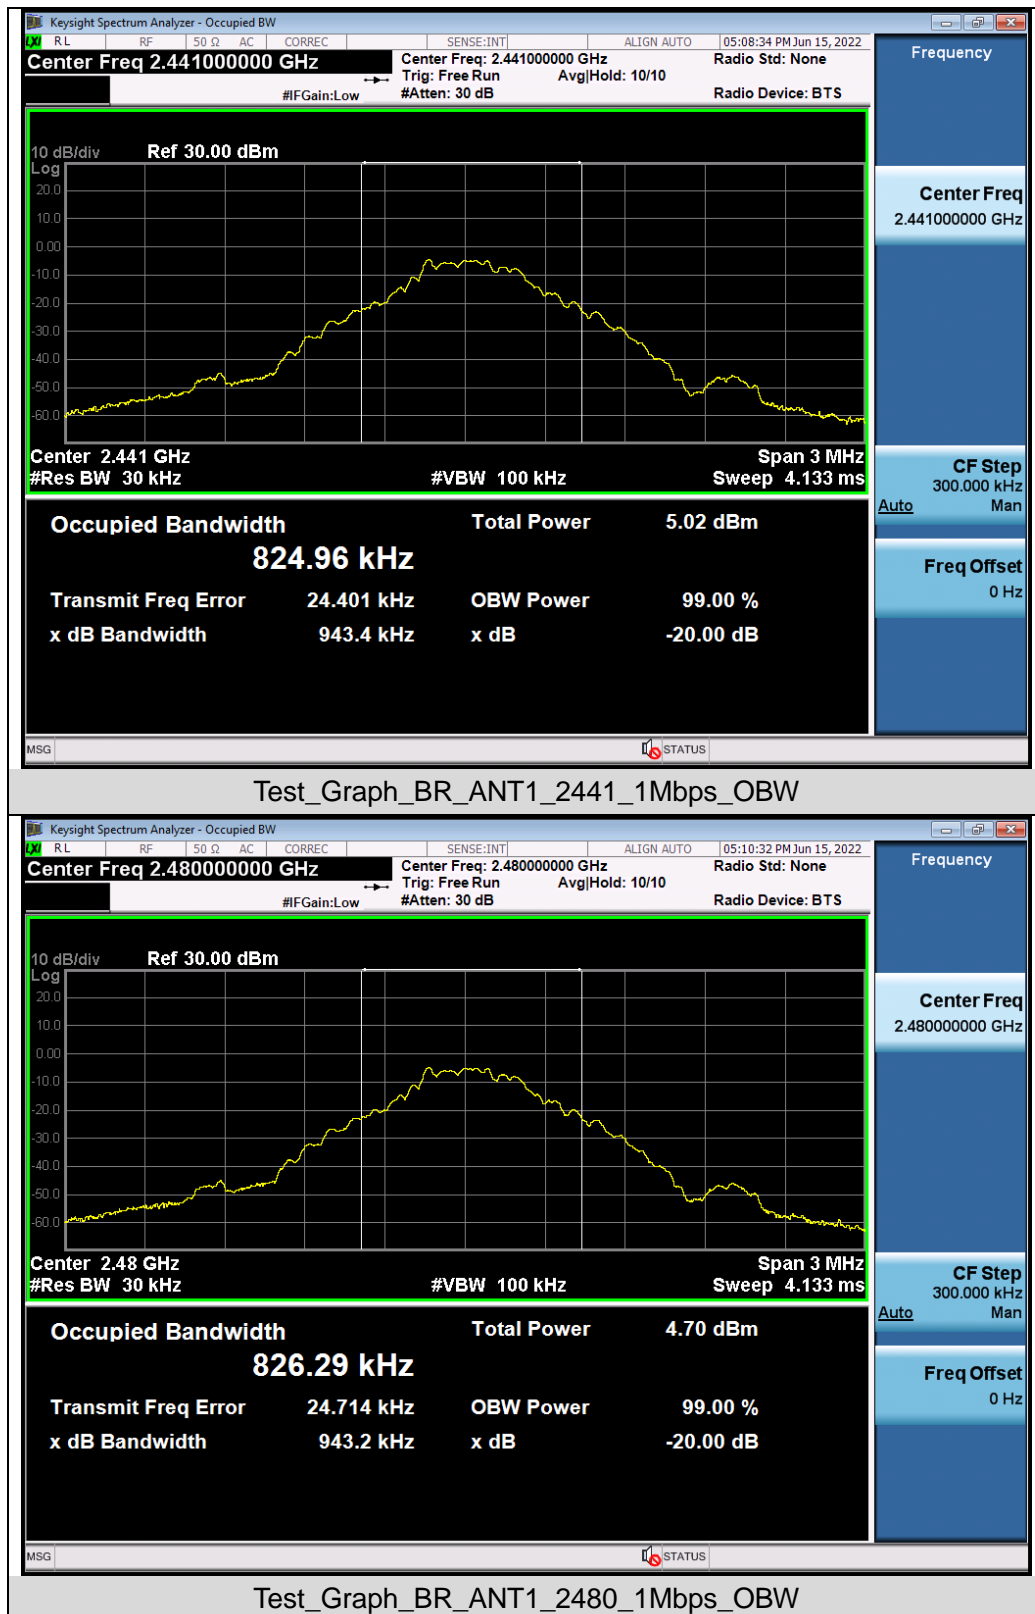 Keysight Spectrum Analyzer - Occupied BW
LXI RL RF 50 Ω AC CORREC SENSE:INT ALIGN AUTO 05:08:34 PM Jun 15, 2022
Center Freq 2.441000000 GHz
Center Freq: 2.441000000 GHz Radio Std: None
Trig: Free Run Avg|Hold: 10/10
#IFGain:Low #Atten: 30 dB Radio Device: BTS
Frequency
10 dB/div Ref 30.00 dBm
Log
20.0
10.0
0.00
-10.0
-20.0
-30.0
-40.0
-50.0
-60.0
Center Freq
2.441000000 GHz
Center 2.441 GHz Span 3 MHz
#Res BW 30 kHz #VBW 100 kHz Sweep 4.133 ms
CF Step
300.000 kHz
Auto Man
Freq Offset
0 Hz
Occupied Bandwidth Total Power 5.02 dBm
824.96 kHz
Transmit Freq Error 24.401 kHz OBW Power 99.00 %
x dB Bandwidth 943.4 kHz x dB -20.00 dB
MSG STATUS
Test_Graph_BR_ANT1_2441_1Mbps_OBW
Keysight Spectrum Analyzer - Occupied BW
LXI RL RF 50 Ω AC CORREC SENSE:INT ALIGN AUTO 05:10:32 PM Jun 15, 2022
Center Freq 2.480000000 GHz
Center Freq: 2.480000000 GHz Radio Std: None
Trig: Free Run Avg|Hold: 10/10
#IFGain:Low #Atten: 30 dB Radio Device: BTS
Frequency
10 dB/div Ref 30.00 dBm
Log
20.0
10.0
0.00
-10.0
-20.0
-30.0
-40.0
-50.0
-60.0
Center Freq
2.480000000 GHz
Center 2.48 GHz Span 3 MHz
#Res BW 30 kHz #VBW 100 kHz Sweep 4.133 ms
CF Step
300.000 kHz
Auto Man
Freq Offset
0 Hz
Occupied Bandwidth Total Power 4.70 dBm
826.29 kHz
Transmit Freq Error 24.714 kHz OBW Power 99.00 %
x dB Bandwidth 943.2 kHz x dB -20.00 dB
MSG STATUS
Test_Graph_BR_ANT1_2480_1Mbps_OBW